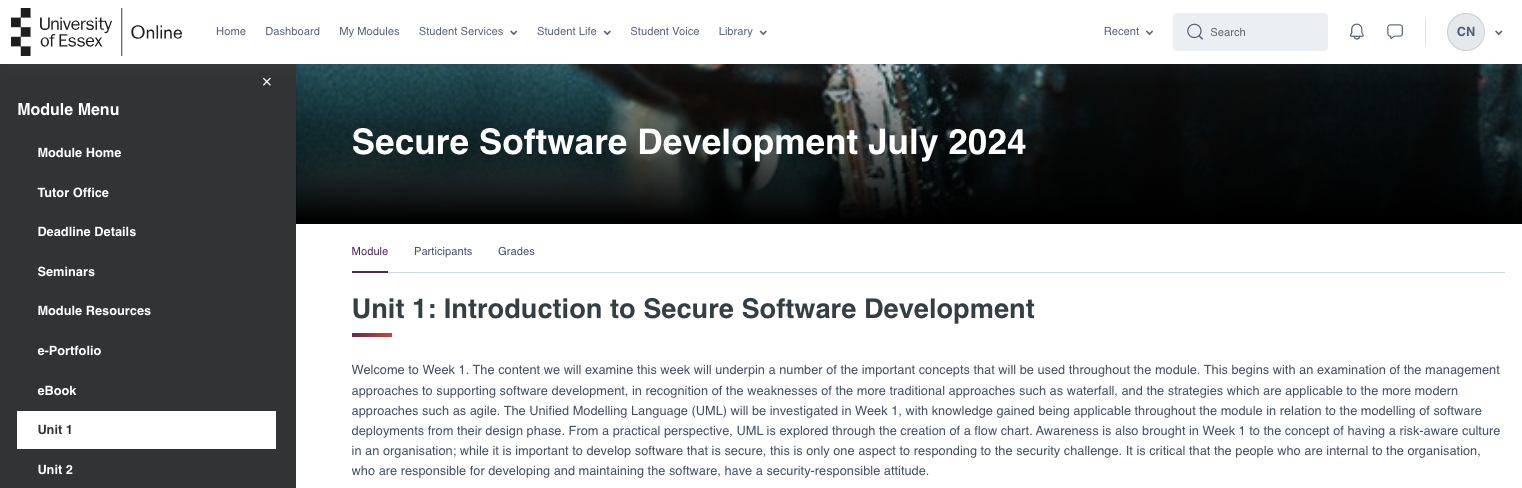 University
of Essex
Online
Home Dashboard My Modules Student Services Student Life Student Voice Library
Recent Search CN
Module Menu
Module Home
Tutor Office
Deadline Details
Seminars
Module Resources
e-Portfolio
eBook
Unit 1
Unit 2
Secure Software Development July 2024
Module Participants Grades
Unit 1: Introduction to Secure Software Development
Welcome to Week 1. The content we will examine this week will underpin a number of the important concepts that will be used throughout the module. This begins with an examination of the management
approaches to supporting software development, in recognition of the weaknesses of the more traditional approaches such as waterfall, and the strategies which are applicable to the more modern
approaches such as agile. The Unified Modelling Language (UML) will be investigated in Week 1, with knowledge gained being applicable throughout the module in relation to the modelling of software
deployments from their design phase. From a practical perspective, UML is explored through the creation of a flow chart. Awareness is also brought in Week 1 to the concept of having a risk-aware culture
in an organisation; while it is important to develop software that is secure, this is only one aspect to responding to the security challenge. It is critical that the people who are internal to the organisation,
who are responsible for developing and maintaining the software, have a security-responsible attitude.